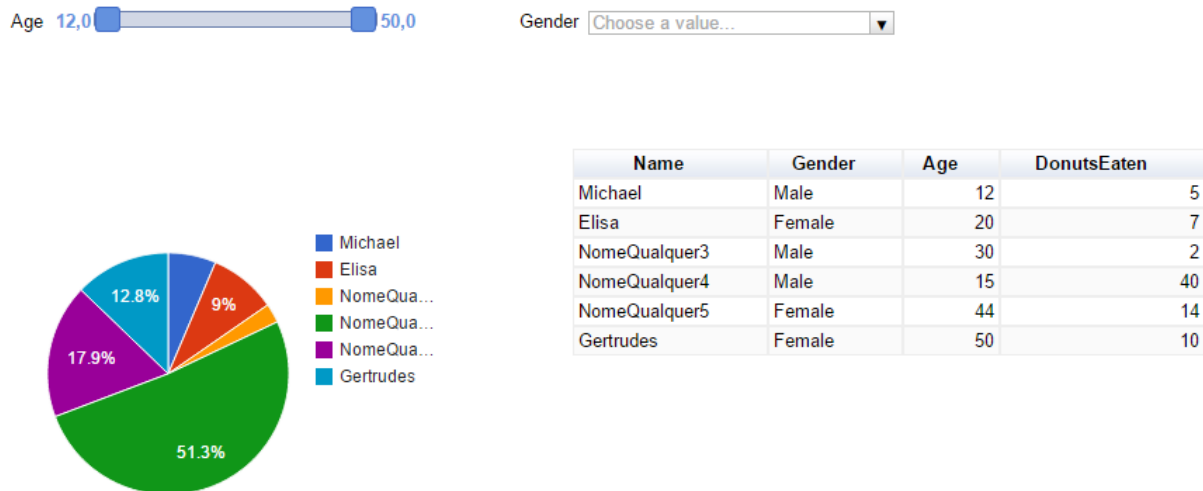 Age 12,0 50,0 Gender Choose a value...
Name Gender Age DonutsEaten
Michael Male 12 5
Elisa Female 20 7
NomeQualquer3 Male 30 2
NomeQualquer4 Male 15 40
NomeQualquer5 Female 44 14
Gertrudes Female 50 10
Michael
Elisa
NomeQua...
NomeQua...
NomeQua...
Gertrudes
12.8%
9%
17.9%
51.3%